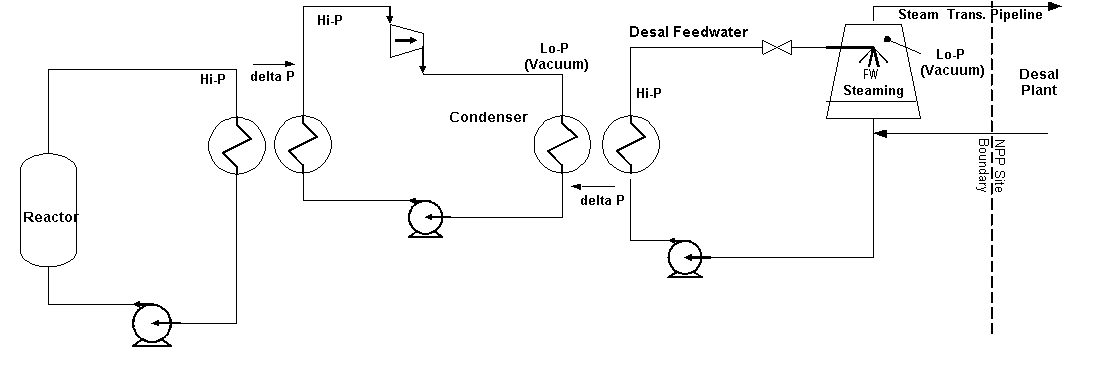 Steam Trans. Pipeline
Hi-P
Desal Feedwater
Lo-P
(Vacuum)
Lo-P
(Vacuum)
delta P
Hi-P
FW
Steaming
Desal
Plant
Hi-P
Condenser
NPP Site
Boundary
delta P
Reactor